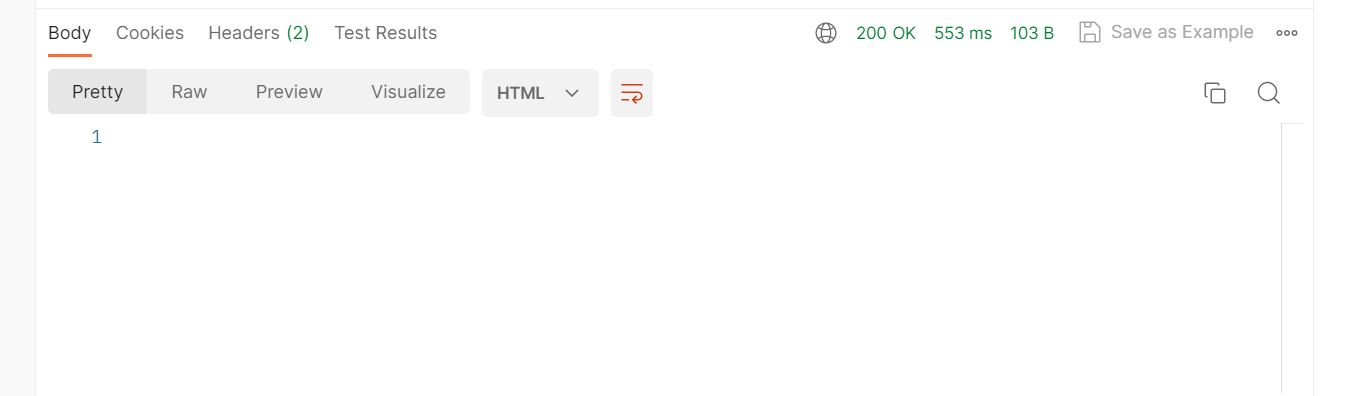 Body Cookies Headers (2) Test Results 200 OK 553 ms 103 B Save as Example
Pretty Raw Preview Visualize HTML
1